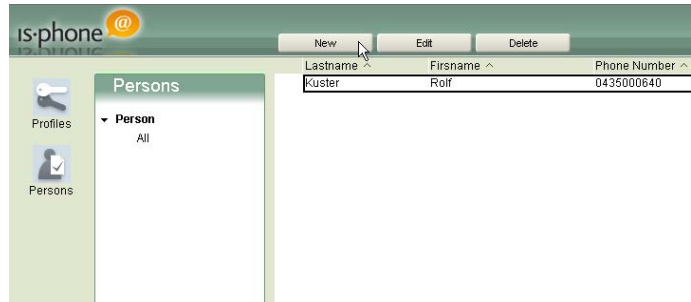 is-phone @
New Edit Delete
Lastname Firsname Phone Number
Kuster Rolf 0435000640
Persons
Person
All
Profiles
Persons